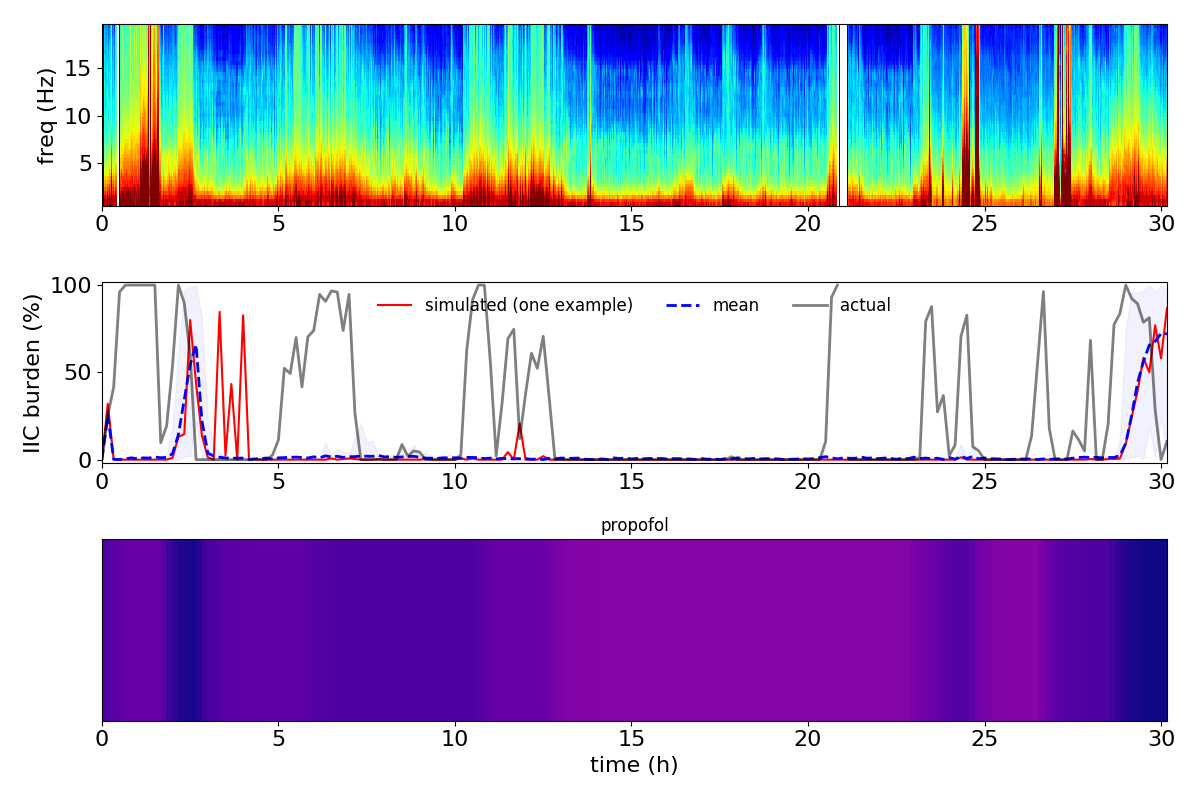 freq (Hz)
15
10
5
0 5 10 15 20 25 30
IIC burden (%)
100
50
0
simulated (one example) mean actual
0 5 10 15 20 25 30
propofol
0 5 10 15 20 25 30
time (h)